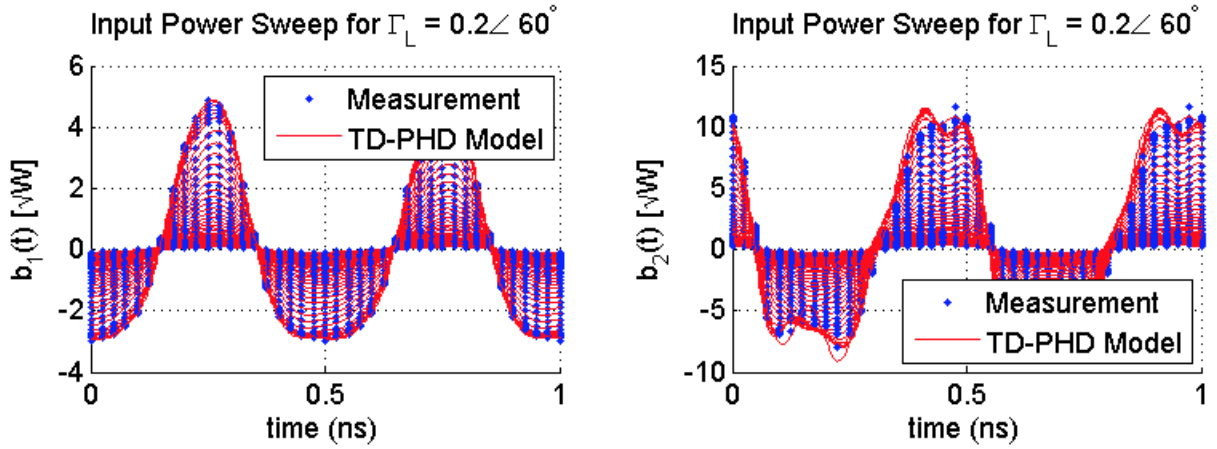 Input Power Sweep for Γ_L = 0.2∠ 60°
6
4
2
0
-2
-4
b₁(t) [√W]
Measurement
TD-PHD Model
0
0.5
1
time (ns)
Input Power Sweep for Γ_L = 0.2∠ 60°
15
10
5
0
-5
-10
b₂(t) [√W]
Measurement
TD-PHD Model
0
0.5
1
time (ns)